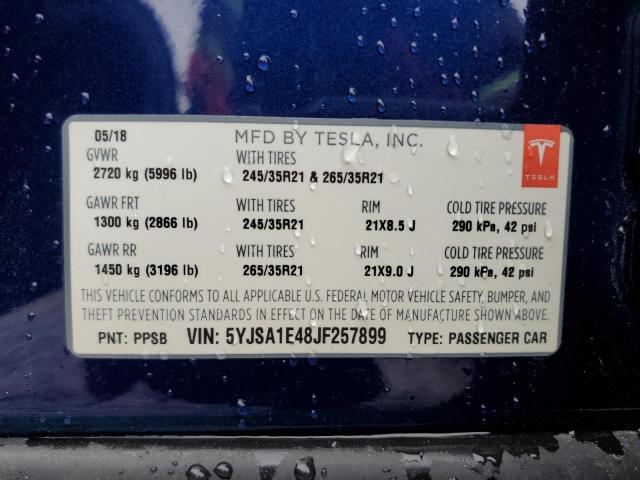 05/18 MFD BY TESLA, INC.
GVWR WITH TIRES
2720 kg (5996 lb) 245/35R21 & 265/35R21
TESLA
GAWR FRT WITH TIRES RIM COLD TIRE PRESSURE
1300 kg (2866 lb) 245/35R21 21X8.5 J 290 kPa, 42 psi
GAWR RR WITH TIRES RIM COLD TIRE PRESSURE
1450 kg (3196 lb) 265/35R21 21X9.0 J 290 kPa, 42 psi
THIS VEHICLE CONFORMS TO ALL APPLICABLE U.S. FEDERAL MOTOR VEHICLE SAFETY, BUMPER, AND
THEFT PREVENTION STANDARDS IN EFFECT ON THE DATE OF MANUFACTURE SHOWN ABOVE.
PNT: PPSB VIN: 5YJSA1E48JF257899 TYPE: PASSENGER CAR